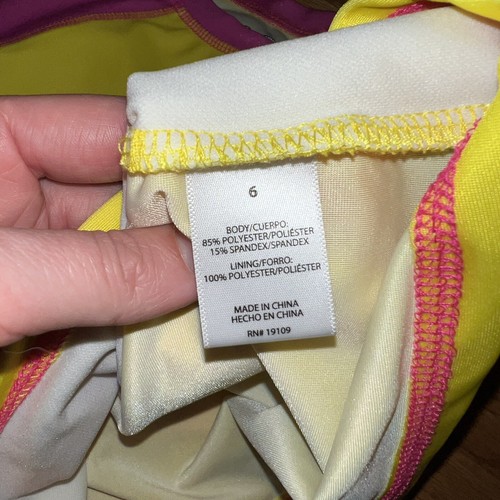 6
BODY/CUERPO:
85% POLYESTER/POLIÉSTER
15% SPANDEX/SPANDEX
LINING/FORRO:
100% POLYESTER/POLIÉSTER
MADE IN CHINA
HECHO EN CHINA
RN# 19109